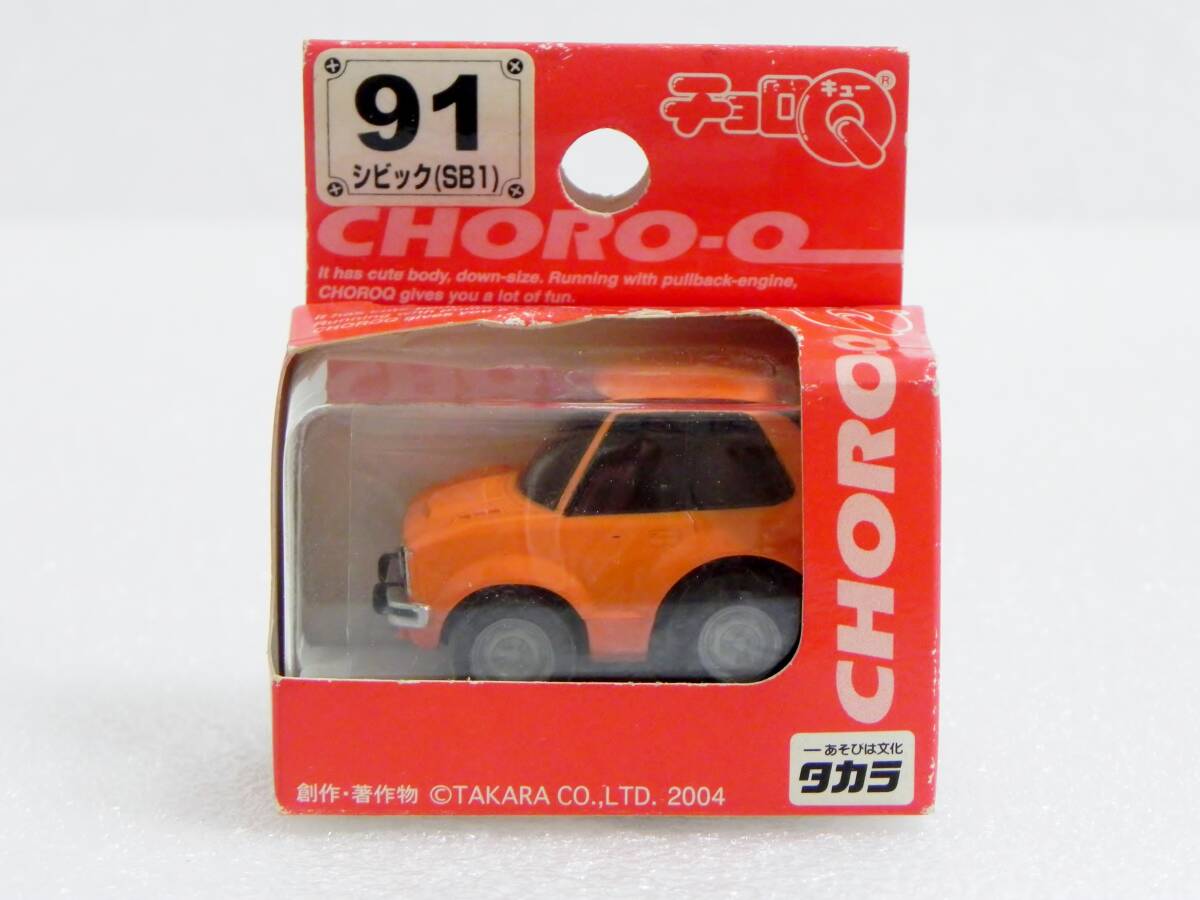 91
シビック(SB1)
チョロQ
キュー
®
CHORO-Q
It has cute body, down-size. Running with pullback-engine,
CHOROQ gives you a lot of fun.
CHOROQ
一あそびは文化
タカラ
創作・著作物 ©TAKARA CO.,LTD. 2004